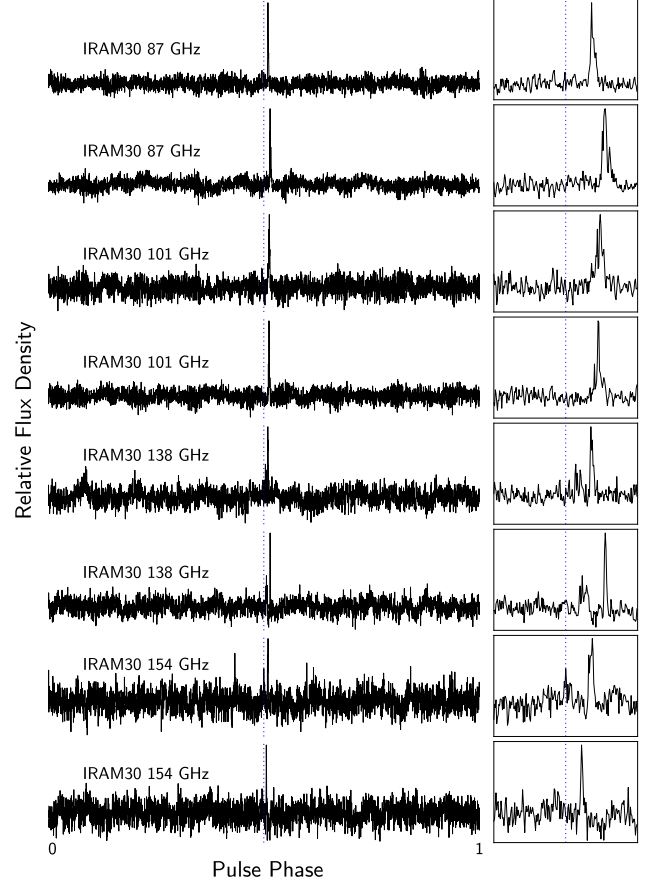 IRAM30 87 GHz
IRAM30 87 GHz
IRAM30 101 GHz
IRAM30 101 GHz
IRAM30 138 GHz
IRAM30 138 GHz
IRAM30 154 GHz
IRAM30 154 GHz
Relative Flux Density
0 1
Pulse Phase